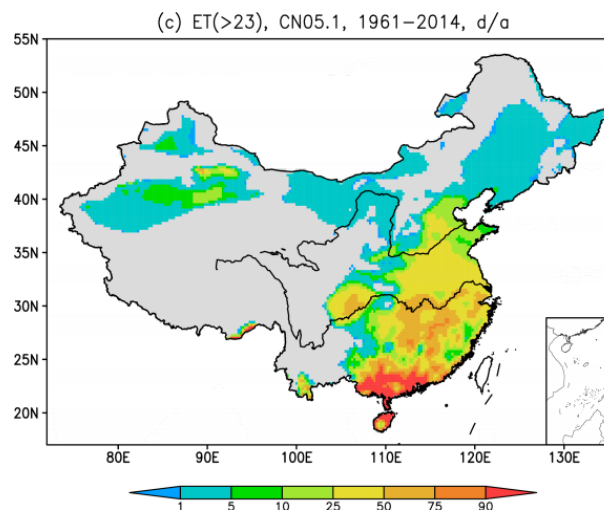 (c) ET(>23), CN05.1, 1961−2014, d/a
55N
50N
45N
40N
35N
30N
25N
20N
80E 90E 100E 110E 120E 130E
1 5 10 25 50 75 90